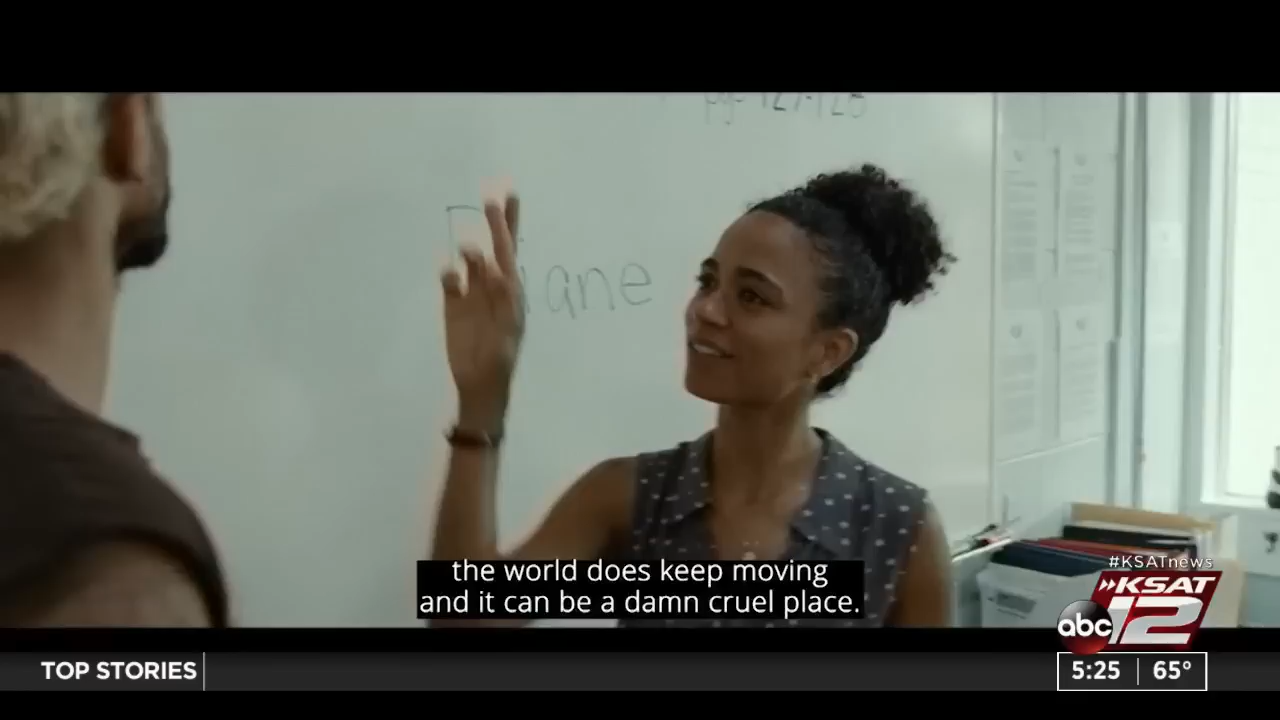 Diane
the world does keep moving
and it can be a damn cruel place.
#KSATnews
KSAT
abc 12
TOP STORIES
5:25 65°